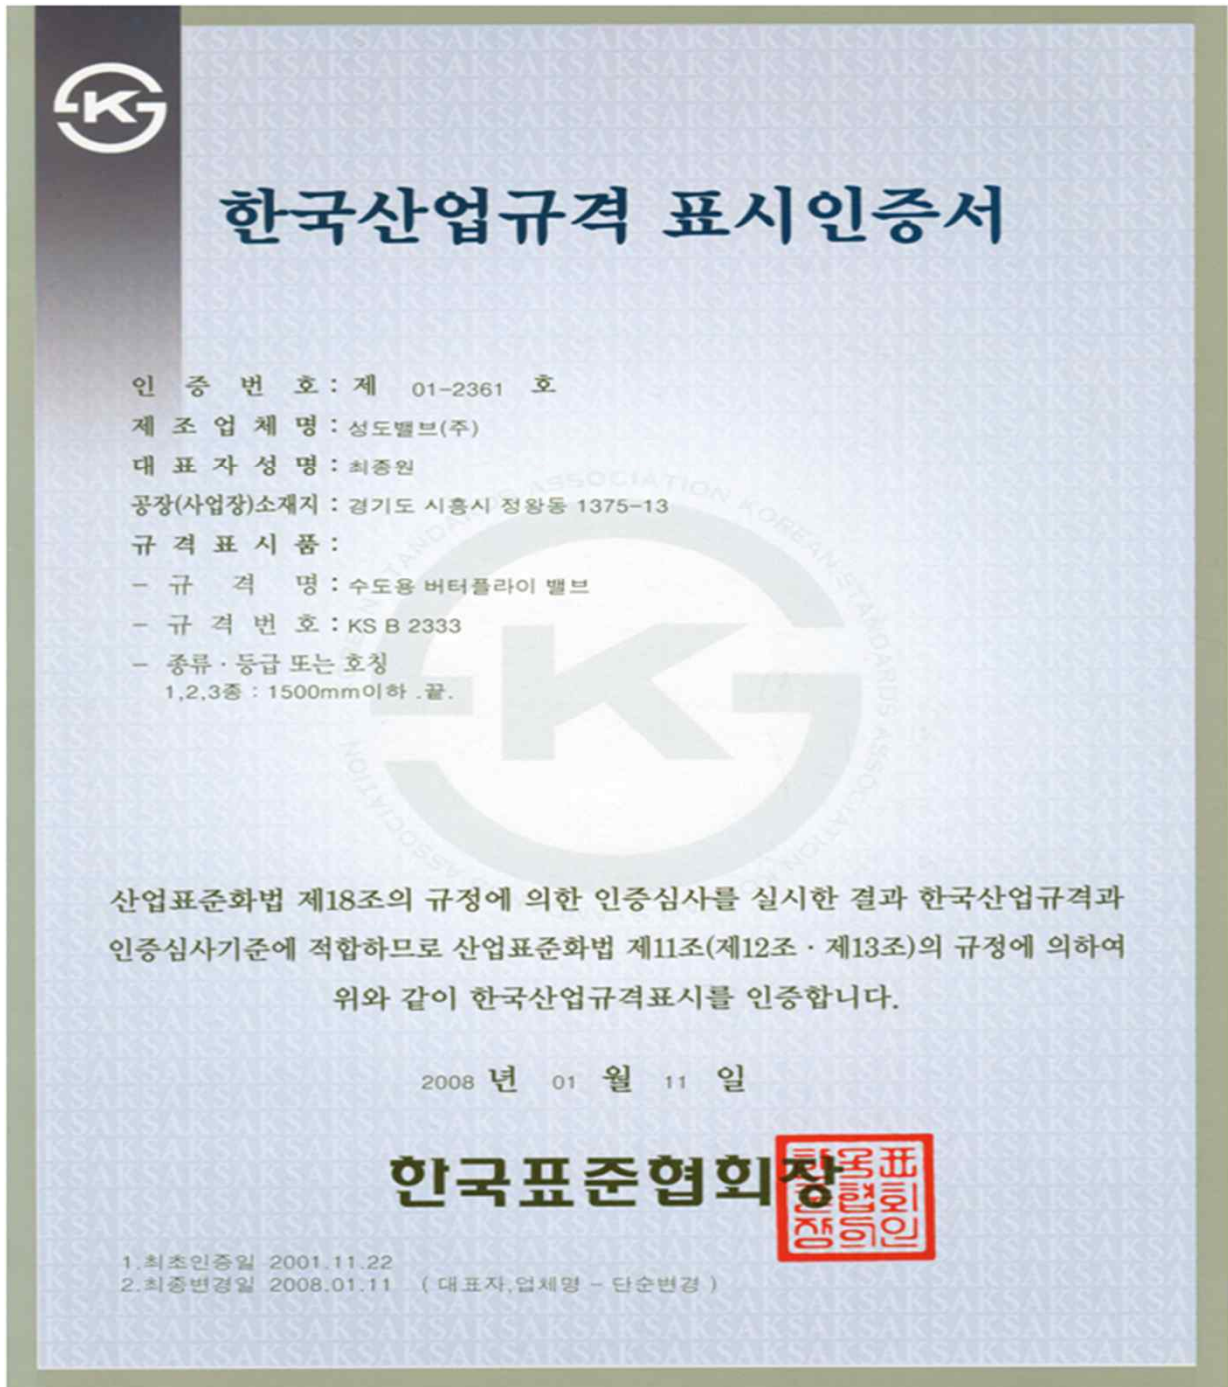 한국산업규격 표시인증서
인 증 번 호 : 제 01-2361 호
제 조 업 체 명 : 성도밸브(주)
대 표 자 성 명 : 최종원
공장(사업장)소재지 : 경기도 시흥시 정왕동 1375-13
규 격 표 시 품 :
- 규 격 명 : 수도용 버터플라이 밸브
- 규 격 번 호 : KS B 2333
- 종류 · 등급 또는 호칭
1,2,3종 : 1500mm이하 .끝.
산업표준화법 제18조의 규정에 의한 인증심사를 실시한 결과 한국산업규격과
인증심사기준에 적합하므로 산업표준화법 제11조(제12조 · 제13조)의 규정에 의하여
위와 같이 한국산업규격표시를 인증합니다.
2008 년 01 월 11 일
한국표준협회장
1.최초인증일 2001.11.22
2.최종변경일 2008.01.11 ( 대표자,업체명 - 단순변경 )